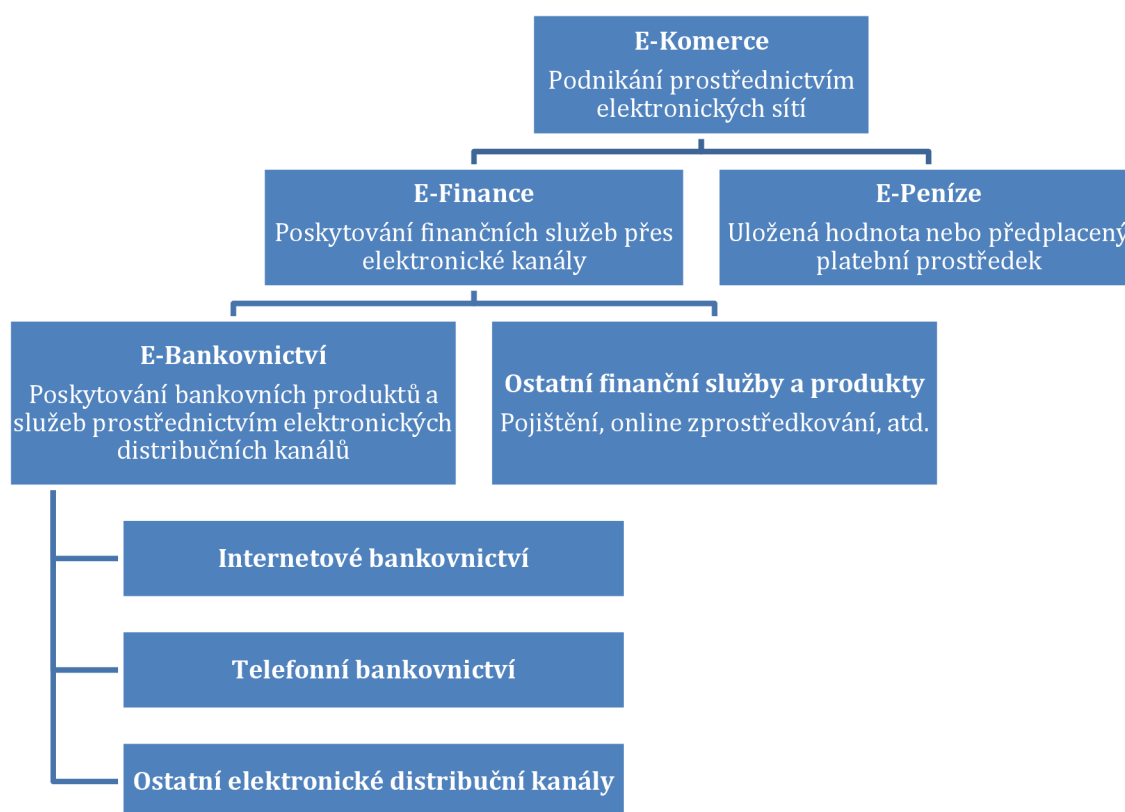 E-Komerce
Podnikání prostřednictvím
elektronických sítí
E-Finance
Poskytování finančních služeb přes
elektronické kanály
E-Peníze
Uložená hodnota nebo předplacený
platební prostředek
E-Bankovnictví
Poskytování bankovních produktů a
služeb prostřednictvím elektronických
distribučních kanálů
Ostatní finanční služby a produkty
Pojištění, online zprostředkování, atd.
Internetové bankovnictví
Telefonní bankovnictví
Ostatní elektronické distribuční kanály